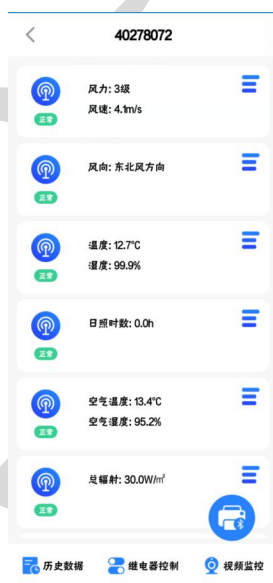 40278072
风力: 3级
风速: 4.1m/s
正常
风向: 东北风方向
正常
温度: 12.7°C
湿度: 99.9%
正常
日照时数: 0.0h
正常
空气温度: 13.4°C
空气湿度: 95.2%
正常
总辐射: 30.0W/㎡
正常
历史数据
继电器控制
视频监控